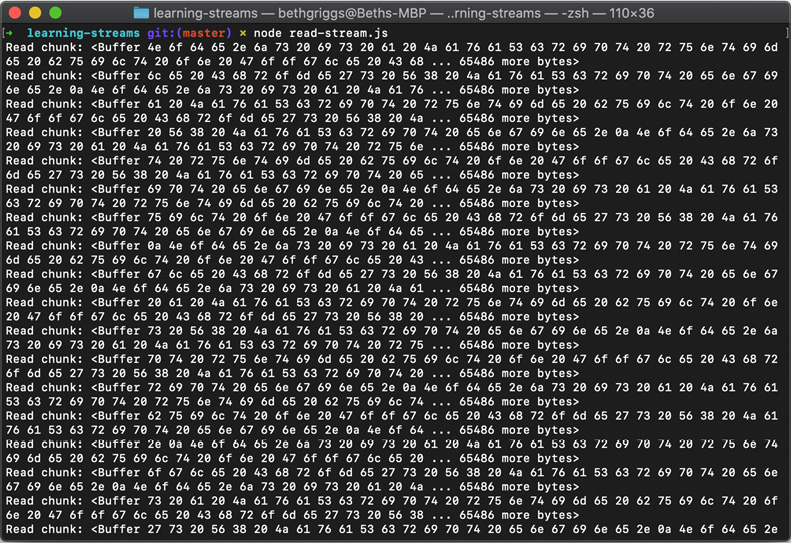 learning-streams — bethgriggs@Beths-MBP — ..rning-streams — -zsh — 110×36
[➜  learning-streams git:(master) × node read-stream.js ]
Read chunk: <Buffer 4e 6f 64 65 2e 6a 73 20 69 73 20 61 20 4a 61 76 61 53 63 72 69 70 74 20 72 75 6e 74 69 6d
65 20 62 75 69 6c 74 20 6f 6e 20 47 6f 6f 67 6c 65 20 43 68 ... 65486 more bytes>
Read chunk: <Buffer 6c 65 20 43 68 72 6f 6d 65 27 73 20 56 38 20 4a 61 76 61 53 63 72 69 70 74 20 65 6e 67 69
6e 65 2e 0a 4e 6f 64 65 2e 6a 73 20 69 73 20 61 20 4a 61 76 ... 65486 more bytes>
Read chunk: <Buffer 61 20 4a 61 76 61 53 63 72 69 70 74 20 72 75 6e 74 69 6d 65 20 62 75 69 6c 74 20 6f 6e 20
47 6f 6f 67 6c 65 20 43 68 72 6f 6d 65 27 73 20 56 38 20 4a ... 65486 more bytes>
Read chunk: <Buffer 20 56 38 20 4a 61 76 61 53 63 72 69 70 74 20 65 6e 67 69 6e 65 2e 0a 4e 6f 64 65 2e 6a 73
20 69 73 20 61 20 4a 61 76 61 53 63 72 69 70 74 20 72 75 6e ... 65486 more bytes>
Read chunk: <Buffer 74 20 72 75 6e 74 69 6d 65 20 62 75 69 6c 74 20 6f 6e 20 47 6f 6f 67 6c 65 20 43 68 72 6f
6d 65 27 73 20 56 38 20 4a 61 76 61 53 63 72 69 70 74 20 65 ... 65486 more bytes>
Read chunk: <Buffer 69 70 74 20 65 6e 67 69 6e 65 2e 0a 4e 6f 64 65 2e 6a 73 20 69 73 20 61 20 4a 61 76 61 53
63 72 69 70 74 20 72 75 6e 74 69 6d 65 20 62 75 69 6c 74 20 ... 65486 more bytes>
Read chunk: <Buffer 75 69 6c 74 20 6f 6e 20 47 6f 6f 67 6c 65 20 43 68 72 6f 6d 65 27 73 20 56 38 20 4a 61 76
61 53 63 72 69 70 74 20 65 6e 67 69 6e 65 2e 0a 4e 6f 64 65 ... 65486 more bytes>
Read chunk: <Buffer 0a 4e 6f 64 65 2e 6a 73 20 69 73 20 61 20 4a 61 76 61 53 63 72 69 70 74 20 72 75 6e 74 69
6d 65 20 62 75 69 6c 74 20 6f 6e 20 47 6f 6f 67 6c 65 20 43 ... 65486 more bytes>
Read chunk: <Buffer 67 6c 65 20 43 68 72 6f 6d 65 27 73 20 56 38 20 4a 61 76 61 53 63 72 69 70 74 20 65 6e 67
69 6e 65 2e 0a 4e 6f 64 65 2e 6a 73 20 69 73 20 61 20 4a 61 ... 65486 more bytes>
Read chunk: <Buffer 20 61 20 4a 61 76 61 53 63 72 69 70 74 20 72 75 6e 74 69 6d 65 20 62 75 69 6c 74 20 6f 6e
20 47 6f 6f 67 6c 65 20 43 68 72 6f 6d 65 27 73 20 56 38 20 ... 65486 more bytes>
Read chunk: <Buffer 73 20 56 38 20 4a 61 76 61 53 63 72 69 70 74 20 65 6e 67 69 6e 65 2e 0a 4e 6f 64 65 2e 6a
73 20 69 73 20 61 20 4a 61 76 61 53 63 72 69 70 74 20 72 75 ... 65486 more bytes>
Read chunk: <Buffer 70 74 20 72 75 6e 74 69 6d 65 20 62 75 69 6c 74 20 6f 6e 20 47 6f 6f 67 6c 65 20 43 68 72
6f 6d 65 27 73 20 56 38 20 4a 61 76 61 53 63 72 69 70 74 20 ... 65486 more bytes>
Read chunk: <Buffer 72 69 70 74 20 65 6e 67 69 6e 65 2e 0a 4e 6f 64 65 2e 6a 73 20 69 73 20 61 20 4a 61 76 61
53 63 72 69 70 74 20 72 75 6e 74 69 6d 65 20 62 75 69 6c 74 ... 65486 more bytes>
Read chunk: <Buffer 62 75 69 6c 74 20 6f 6e 20 47 6f 6f 67 6c 65 20 43 68 72 6f 6d 65 27 73 20 56 38 20 4a 61
76 61 53 63 72 69 70 74 20 65 6e 67 69 6e 65 2e 0a 4e 6f 64 ... 65486 more bytes>
Read chunk: <Buffer 2e 0a 4e 6f 64 65 2e 6a 73 20 69 73 20 61 20 4a 61 76 61 53 63 72 69 70 74 20 72 75 6e 74
69 6d 65 20 62 75 69 6c 74 20 6f 6e 20 47 6f 6f 67 6c 65 20 ... 65486 more bytes>
Read chunk: <Buffer 6f 67 6c 65 20 43 68 72 6f 6d 65 27 73 20 56 38 20 4a 61 76 61 53 63 72 69 70 74 20 65 6e
67 69 6e 65 2e 0a 4e 6f 64 65 2e 6a 73 20 69 73 20 61 20 4a ... 65486 more bytes>
Read chunk: <Buffer 73 20 61 20 4a 61 76 61 53 63 72 69 70 74 20 72 75 6e 74 69 6d 65 20 62 75 69 6c 74 20 6f
6e 20 47 6f 6f 67 6c 65 20 43 68 72 6f 6d 65 27 73 20 56 38 ... 65486 more bytes>
Read chunk: <Buffer 27 73 20 56 38 20 4a 61 76 61 53 63 72 69 70 74 20 65 6e 67 69 6e 65 2e 0a 4e 6f 64 65 2e